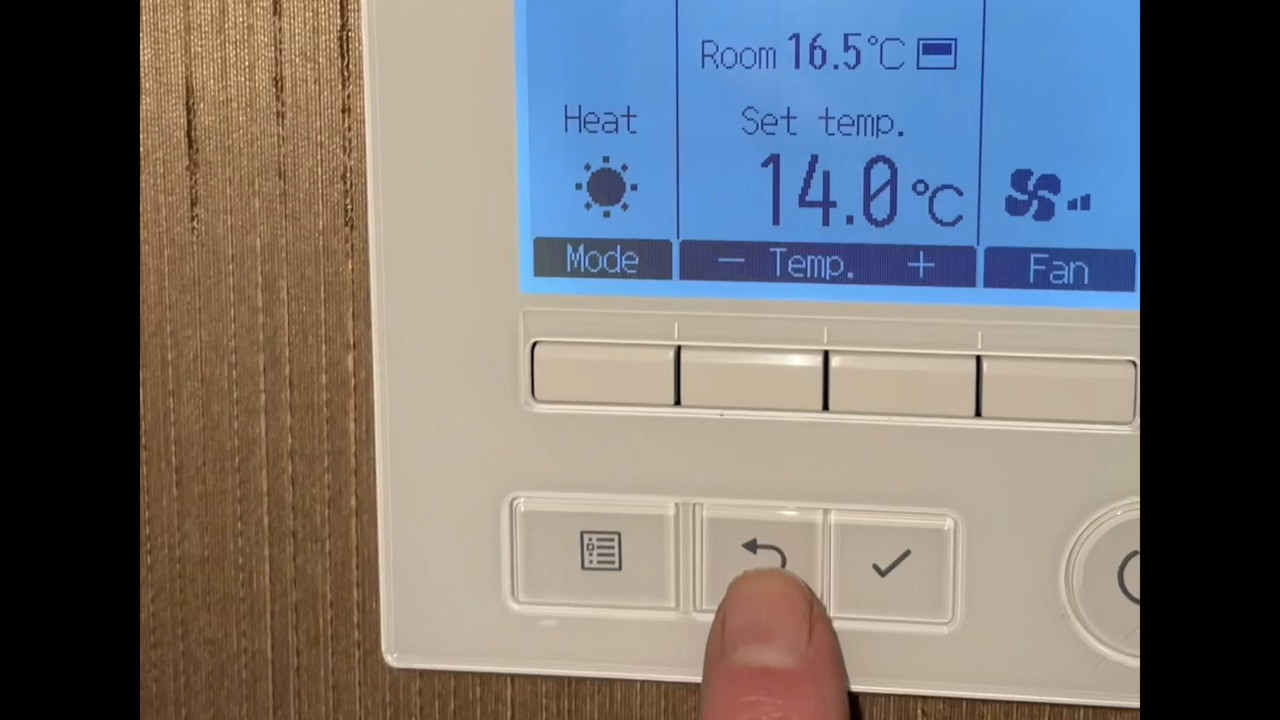 Room 16.5°C
Heat
Set temp.
14.0°C
Mode
— Temp. +
Fan